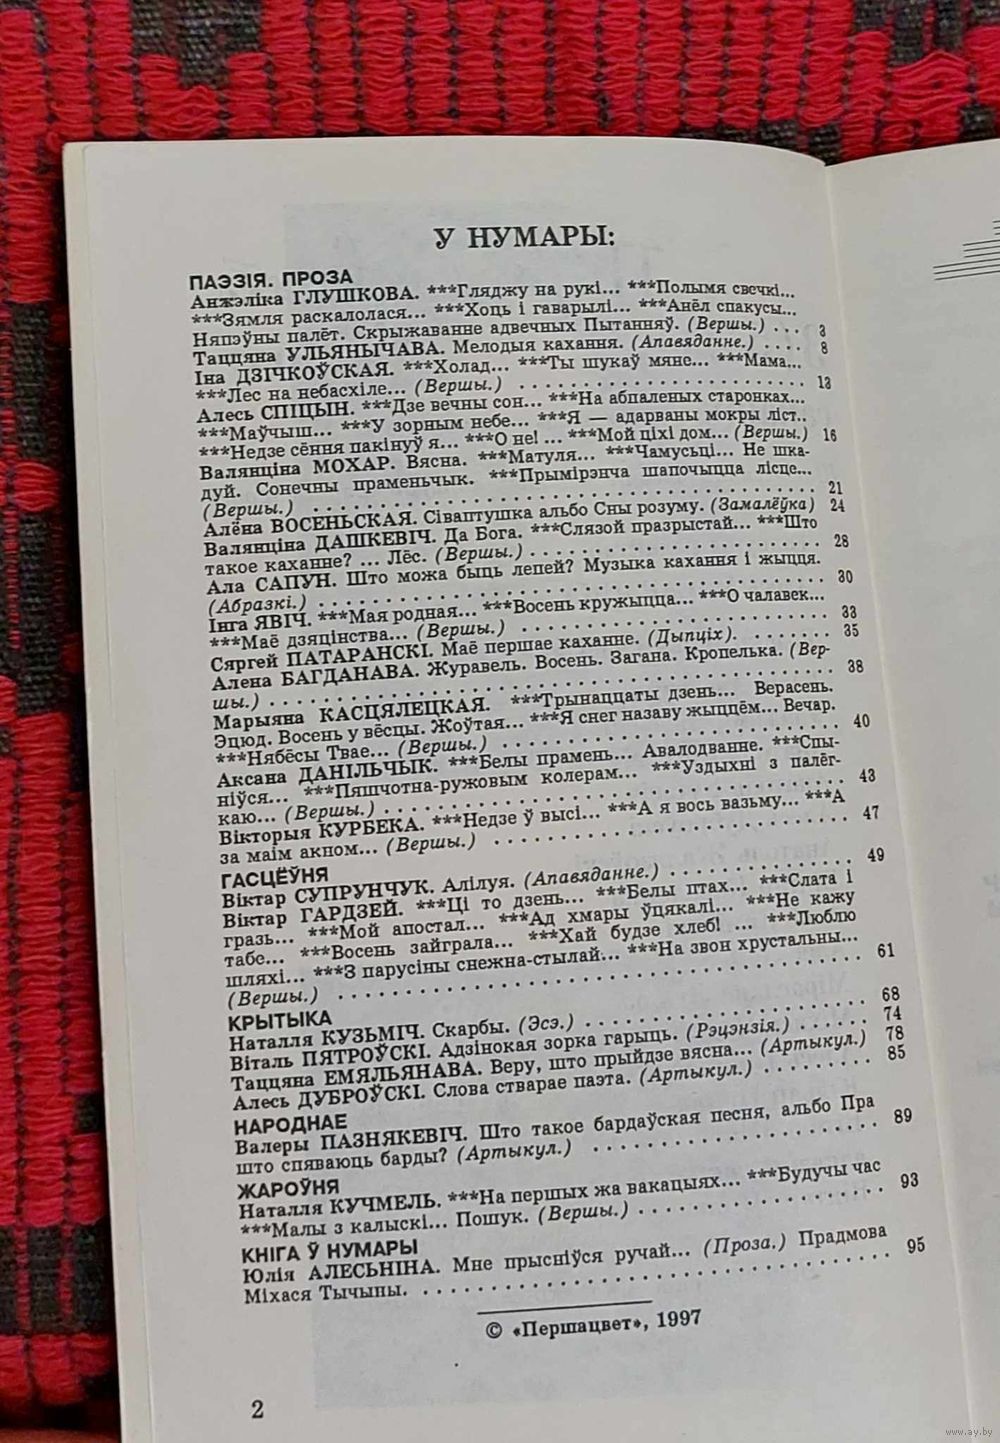 У НУМАРЫ:
ПАЭЗІЯ. ПРОЗА
Анжэліка ГЛУШКОВА. ***Гляджу на рукі... ***Полымя свечкі...
***Зямля раскалолася... ***Хоць і гаварылі... ***Анёл спакусы...
Няпэўны палёт. Скрыжаванне адвечных Пытанняў. (Вершы.) ... 3
Таццяна УЛЬЯНЫЧАВА. Мелодыя кахання. (Апавяданне.) .... 8
Іна ДЗІЧКОЎСКАЯ. ***Холад... ***Ты шукаў мяне... ***Мама...
***Лес на небасхіле... (Вершы.) ........................ 13
Алесь СПІЦЫН. ***Дзе вечны сон... ***На абпаленых старонках...
***Маўчыш... ***У зорным небе... ***Я — адарваны мокры ліст..
***Недзе сёння пакінуў я... ***О не! ... ***Мой ціхі дом... (Вершы.) 16
Валянціна МОХАР. Вясна. ***Матуля... ***Чамусьці... Не шка-
дуй. Сонечны праменьчык. ***Прымірэнча шапочыцца лісце...
(Вершы.) ............................................ 21
Алёна ВОСЕНЬСКАЯ. Сіваптушка альбо Сны розуму. (Замалёўка) 24
Валянціна ДАШКЕВІЧ. Да Бога. ***Слязой празрыстай... ***Што
такое каханне? ... Лёс. (Вершы.) ........................ 28
Ала САПУН. Што можа быць лепей? Музыка кахання і жыцця.
(Абразкі.) .......................................... 30
Інга ЯВІЧ. ***Мая родная... ***Восень кружыцца... ***О чалавек...
***Маё дзяцінства... (Вершы.) .......................... 33
Сяргей ПАТАРАНСКІ. Маё першае каханне. (Дыпціх). ........ 35
Алена БАГДАНАВА. Журавель. Восень. Загана. Кропелька. (Вер-
шы.) ................................................ 38
Марыяна КАСЦЯЛЕЦКАЯ. ***Трынаццаты дзень... Верасень.
Эцюд. Восень у вёсцы. Жоўтая... ***Я снег назаву жыццём... Вечар.
***Нябёсы Твае... (Вершы.) ............................. 40
Аксана ДАНІЛЬЧЫК. ***Белы прамень... Авалодванне. ***Спы-
ніўся... ***Пяшчотна-ружовым колерам... ***Уздыхні з палёг-
каю... (Вершы.) ....................................... 43
Вікторыя КУРБЕКА. ***Недзе ў высі... ***А я вось вазьму... ***А
за маім акном... (Вершы.) .............................. 47
ГАСЦЁЎНЯ
Віктар СУПРУНЧУК. Алілуя. (Апавяданне.) .............. 49
Віктар ГАРДЗЕЙ. ***Ці то дзень... ***Белы птах... ***Слата і
гразь... ***Мой апостал... ***Ад хмары ўцякалі... ***Не кажу
табе... ***Восень зайграла... ***Хай будзе хлеб! ... ***Люблю
шляхі... ***З парусіны снежна-стылай... ***На звон хрустальны...
(Вершы.) ............................................ 61
КРЫТЫКА
Наталля КУЗЬМІЧ. Скарбы. (Эсэ.) ...................... 68
Віталь ПЯТРОЎСКІ. Адзінокая зорка гарыць. (Рэцэнзія.) ...... 74
Таццяна ЕМЯЛЬЯНАВА. Веру, што прыйдзе вясна... (Артыкул.) 78
Алесь ДУБРОЎСКІ. Слова стварае паэта. (Артыкул.) ......... 85
НАРОДНАЕ
Валеры ПАЗНЯКЕВІЧ. Што такое бардаўская песня, альбо Пра
што спяваюць барды? (Артыкул.) ........................ 89
ЖАРОЎНЯ
Наталля КУЧМЕЛЬ. ***На першых жа вакацыях... ***Будучы час
***Малы з калыскі... Пошук. (Вершы.) ................... 93
КНІГА Ў НУМАРЫ
Юлія АЛЕСЬНІНА. Мне прысніўся ручай... (Проза.) Прадмова
Міхася Тычыны. ...................................... 95
© «Першацвет», 1997
2
www.ay.by